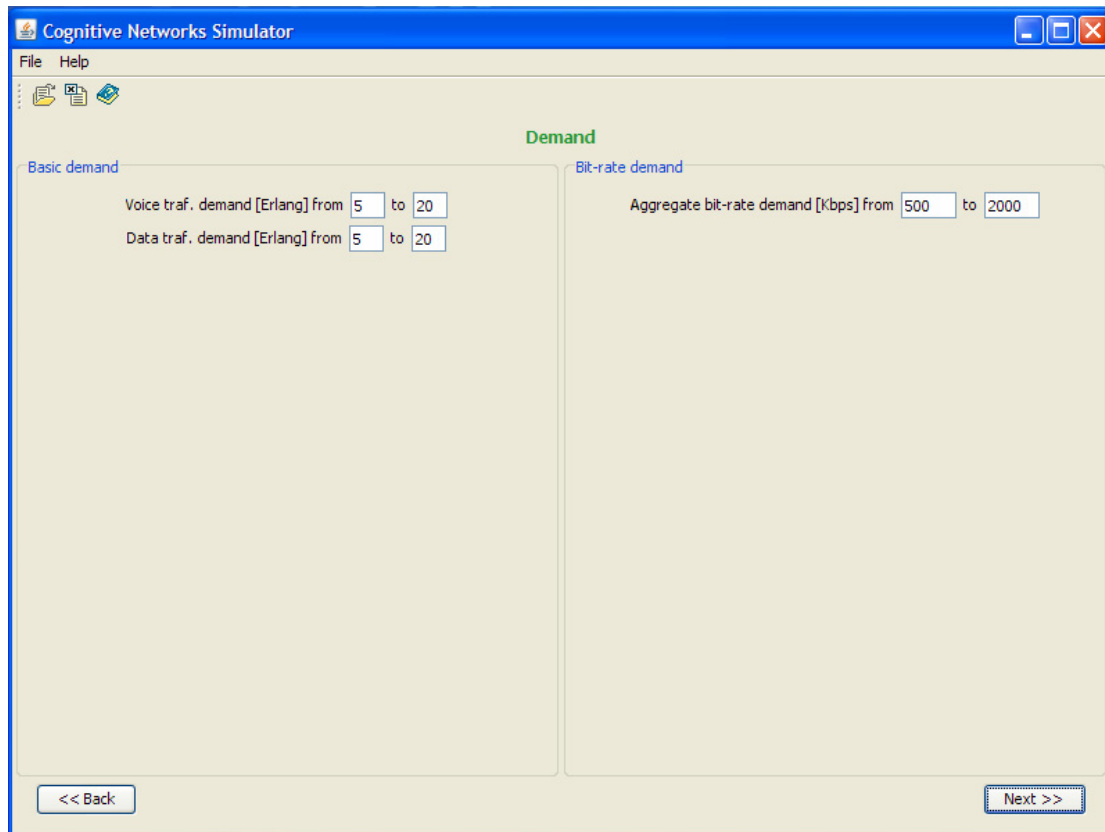 Cognitive Networks Simulator
File Help
Demand
Basic demand
Voice traf. demand [Erlang] from 5 to 20
Data traf. demand [Erlang] from 5 to 20
Bit-rate demand
Aggregate bit-rate demand [Kbps] from 500 to 2000
<< Back
Next >>